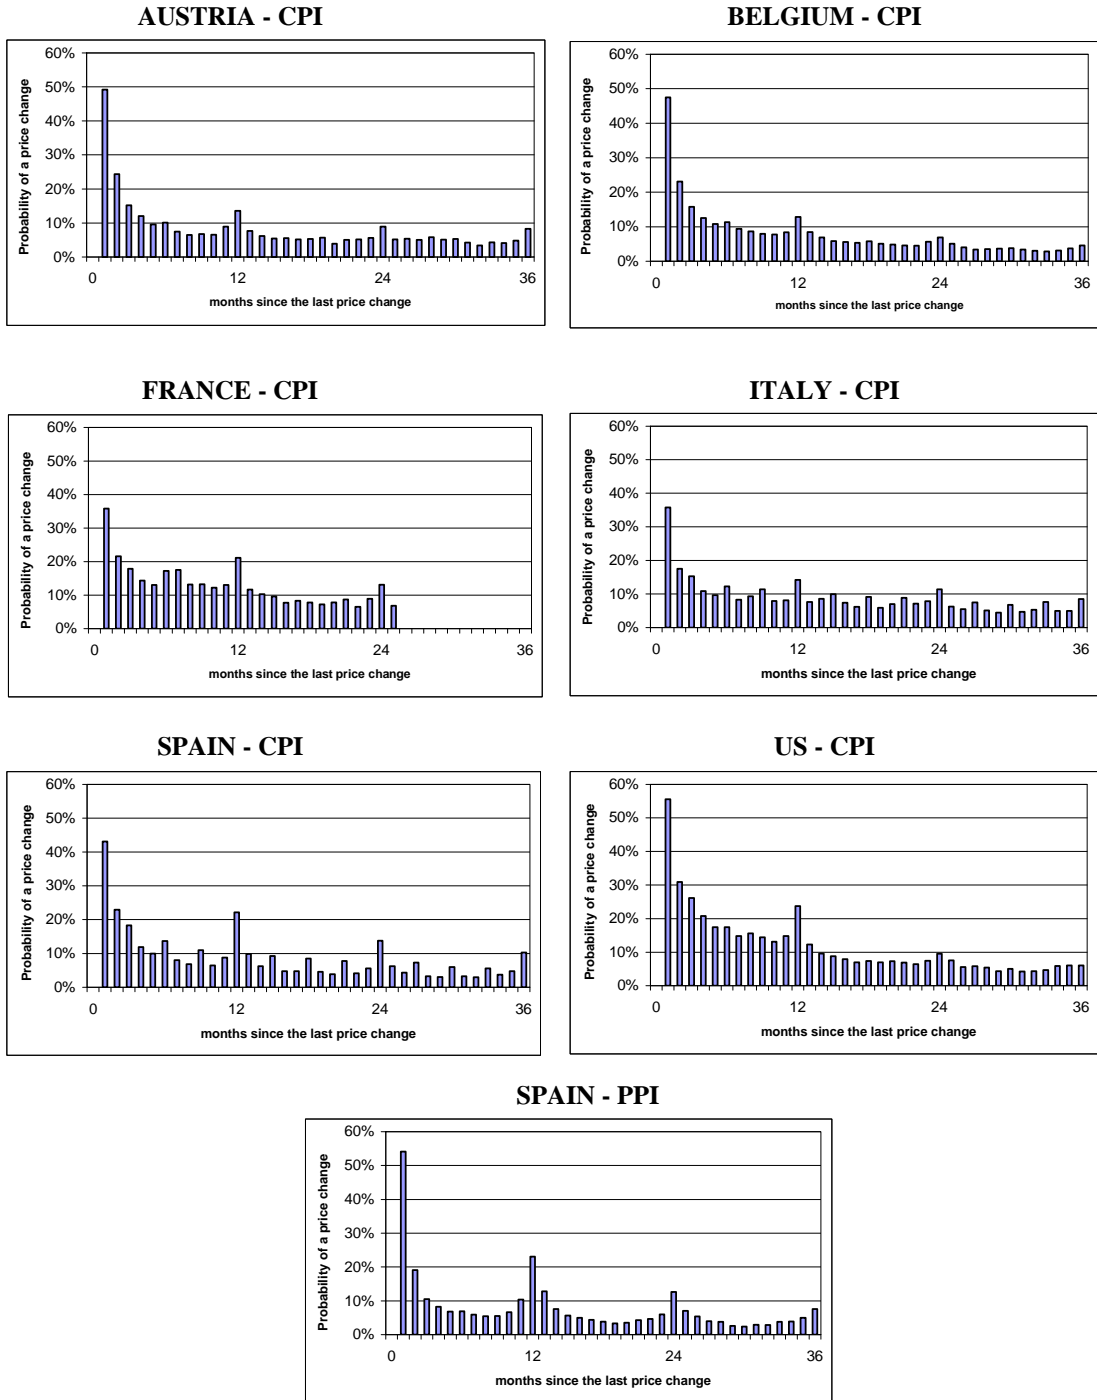 AUSTRIA - CPI
Probability of a price change
60%
50%
40%
30%
20%
10%
0%
0 12 24 36
months since the last price change
BELGIUM - CPI
Probability of a price change
60%
50%
40%
30%
20%
10%
0%
0 12 24 36
months since the last price change
FRANCE - CPI
Probability of a price change
60%
50%
40%
30%
20%
10%
0%
0 12 24 36
months since the last price change
ITALY - CPI
Probability of a price change
60%
50%
40%
30%
20%
10%
0%
0 12 24 36
months since the last price change
SPAIN - CPI
Probability of a price change
60%
50%
40%
30%
20%
10%
0%
0 12 24 36
months since the last price change
US - CPI
Probability of a price change
60%
50%
40%
30%
20%
10%
0%
0 12 24 36
months since the last price change
SPAIN - PPI
Probability of a price change
60%
50%
40%
30%
20%
10%
0%
0 12 24 36
months since the last price change